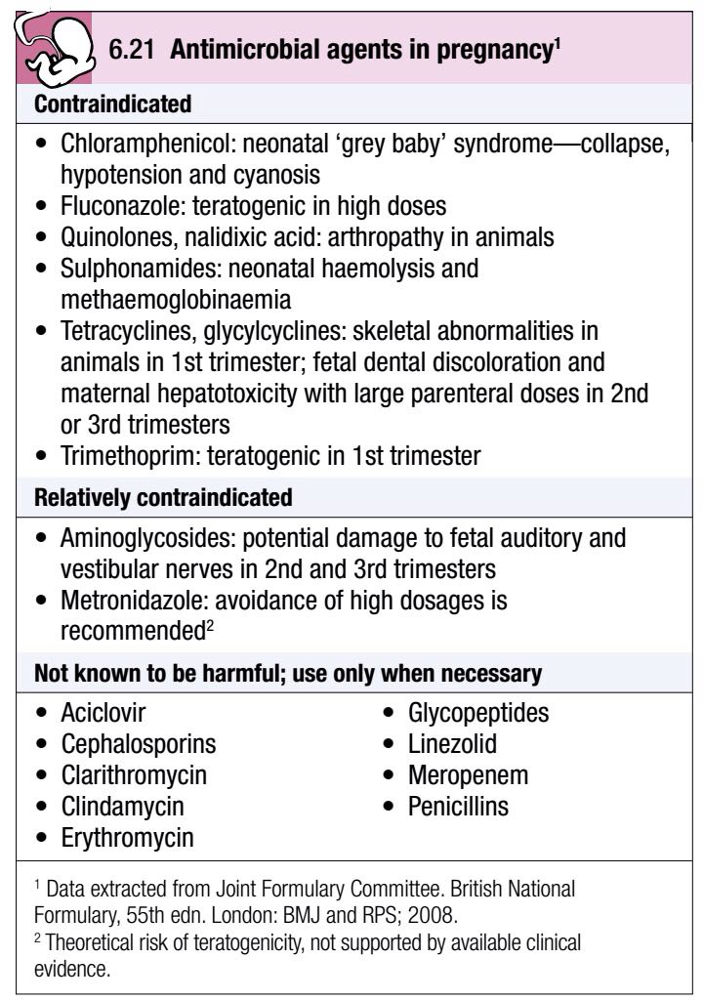 6.21 Antimicrobial agents in pregnancy¹
Contraindicated
• Chloramphenicol: neonatal ‘grey baby’ syndrome—collapse,
hypotension and cyanosis
• Fluconazole: teratogenic in high doses
• Quinolones, nalidixic acid: arthropathy in animals
• Sulphonamides: neonatal haemolysis and
methaemoglobinaemia
• Tetracyclines, glycylcyclines: skeletal abnormalities in
animals in 1st trimester; fetal dental discoloration and
maternal hepatotoxicity with large parenteral doses in 2nd
or 3rd trimesters
• Trimethoprim: teratogenic in 1st trimester
Relatively contraindicated
• Aminoglycosides: potential damage to fetal auditory and
vestibular nerves in 2nd and 3rd trimesters
• Metronidazole: avoidance of high dosages is
recommended²
Not known to be harmful; use only when necessary
• Aciclovir
• Cephalosporins
• Clarithromycin
• Clindamycin
• Erythromycin
• Glycopeptides
• Linezolid
• Meropenem
• Penicillins
¹ Data extracted from Joint Formulary Committee. British National
Formulary, 55th edn. London: BMJ and RPS; 2008.
² Theoretical risk of teratogenicity, not supported by available clinical
evidence.